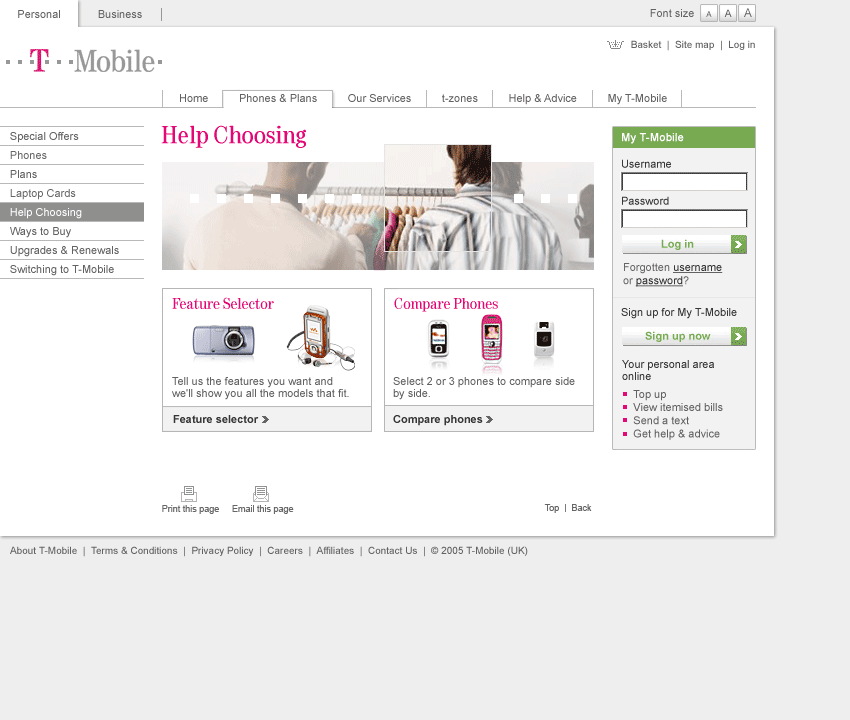 Personal
Business
Font size A A A
Basket | Site map | Log in
T-Mobile
Home
Phones & Plans
Our Services
t-zones
Help & Advice
My T-Mobile
Special Offers
Phones
Plans
Laptop Cards
Help Choosing
Ways to Buy
Upgrades & Renewals
Switching to T-Mobile
Help Choosing
Feature Selector
Tell us the features you want and
we'll show you all the models that fit.
Feature selector
Compare Phones
Select 2 or 3 phones to compare side
by side.
Compare phones
My T-Mobile
Username
Password
Log in
Forgotten username
or password?
Sign up for My T-Mobile
Sign up now
Your personal area
online
Top up
View itemised bills
Send a text
Get help & advice
Print this page
Email this page
Top | Back
About T-Mobile | Terms & Conditions | Privacy Policy | Careers | Affiliates | Contact Us | © 2005 T-Mobile (UK)